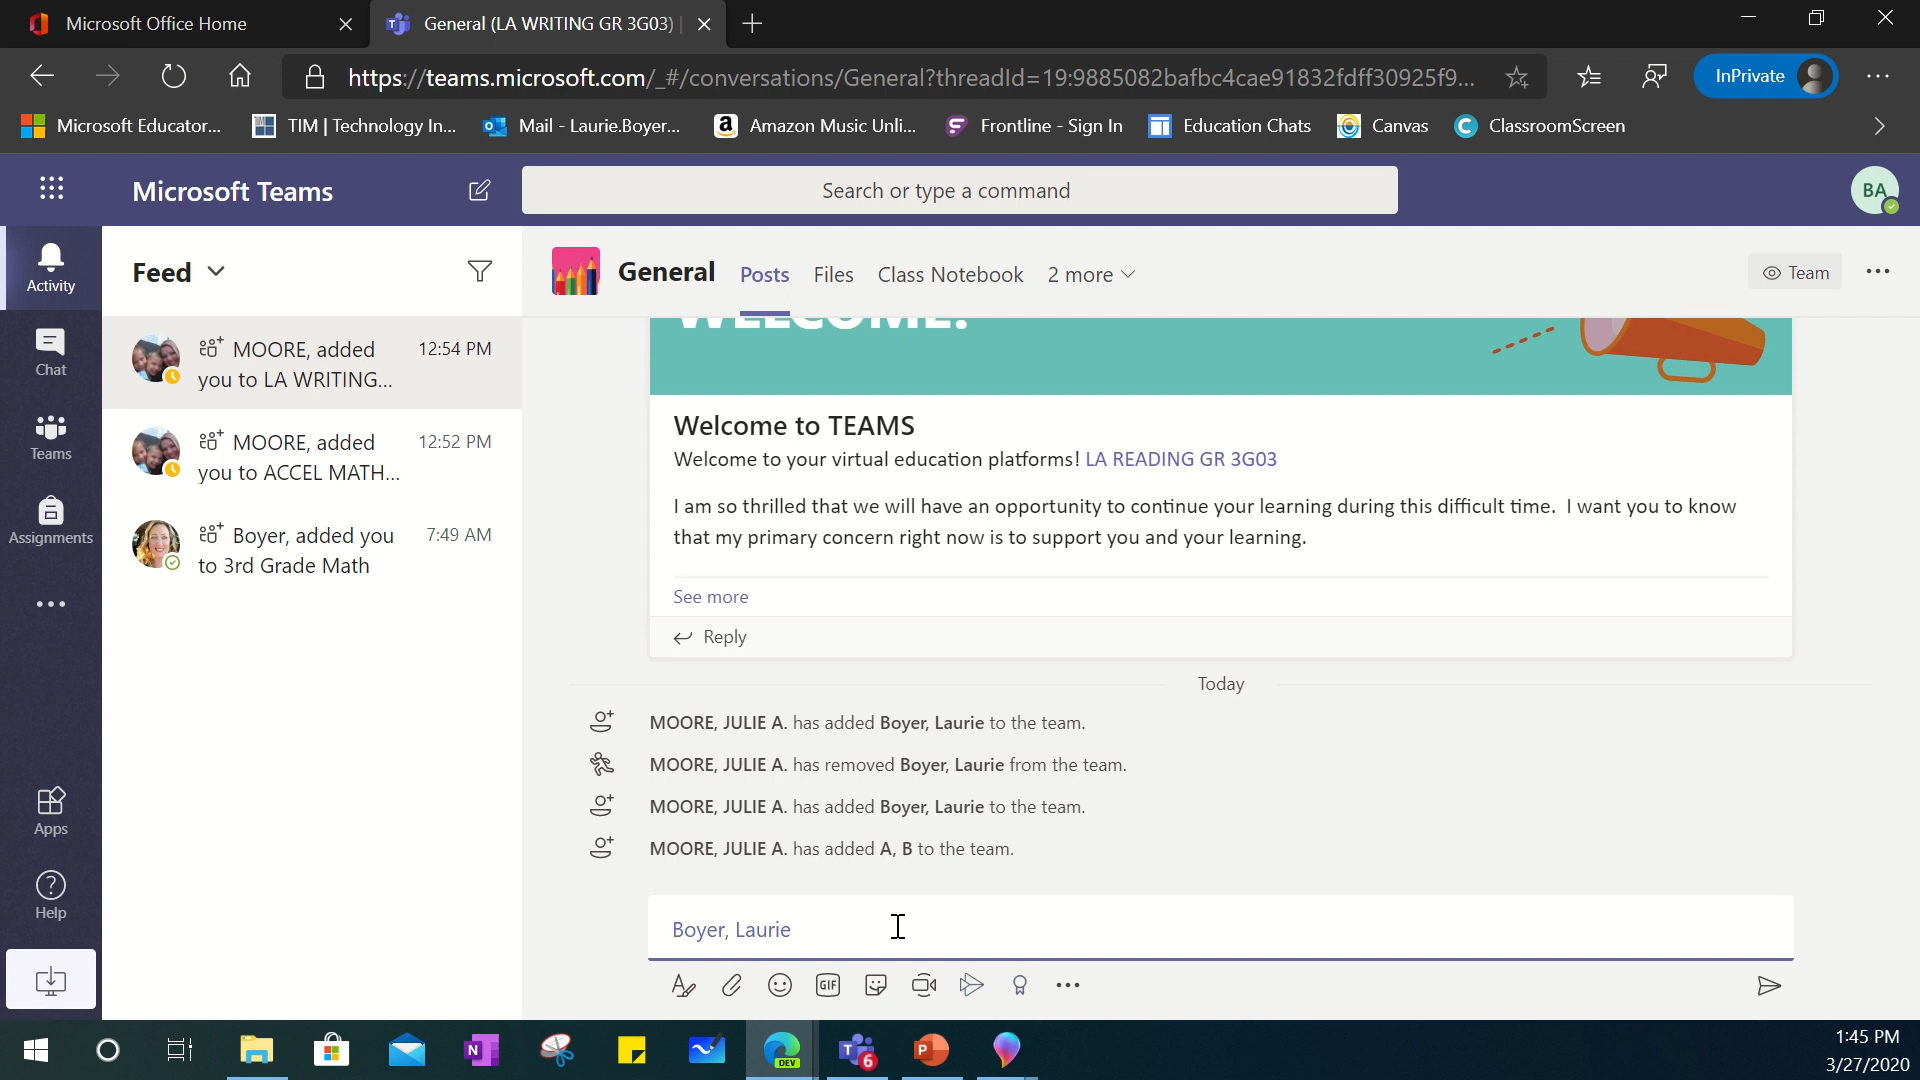 Microsoft Office Home
General (LA WRITING GR 3G03)
https://teams.microsoft.com/_#/conversations/General?threadId=19:9885082bafbc4cae91832fdff30925f9...
InPrivate
Microsoft Educator...
TIM | Technology In...
Mail - Laurie.Boyer...
Amazon Music Unli...
Frontline - Sign In
Education Chats
Canvas
ClassroomScreen
Microsoft Teams
Search or type a command
BA
Activity
Chat
Teams
Assignments
Apps
Help
Feed
MOORE, added
you to LA WRITING...
12:54 PM
MOORE, added
you to ACCEL MATH...
12:52 PM
Boyer, added you
to 3rd Grade Math
7:49 AM
General
Posts
Files
Class Notebook
2 more
Team
WELCOME!
Welcome to TEAMS
Welcome to your virtual education platforms! LA READING GR 3G03
I am so thrilled that we will have an opportunity to continue your learning during this difficult time. I want you to know
that my primary concern right now is to support you and your learning.
See more
Reply
Today
MOORE, JULIE A. has added Boyer, Laurie to the team.
MOORE, JULIE A. has removed Boyer, Laurie from the team.
MOORE, JULIE A. has added Boyer, Laurie to the team.
MOORE, JULIE A. has added A, B to the team.
Boyer, Laurie
GIF
N
DEV
T
6
P
1:45 PM
3/27/2020